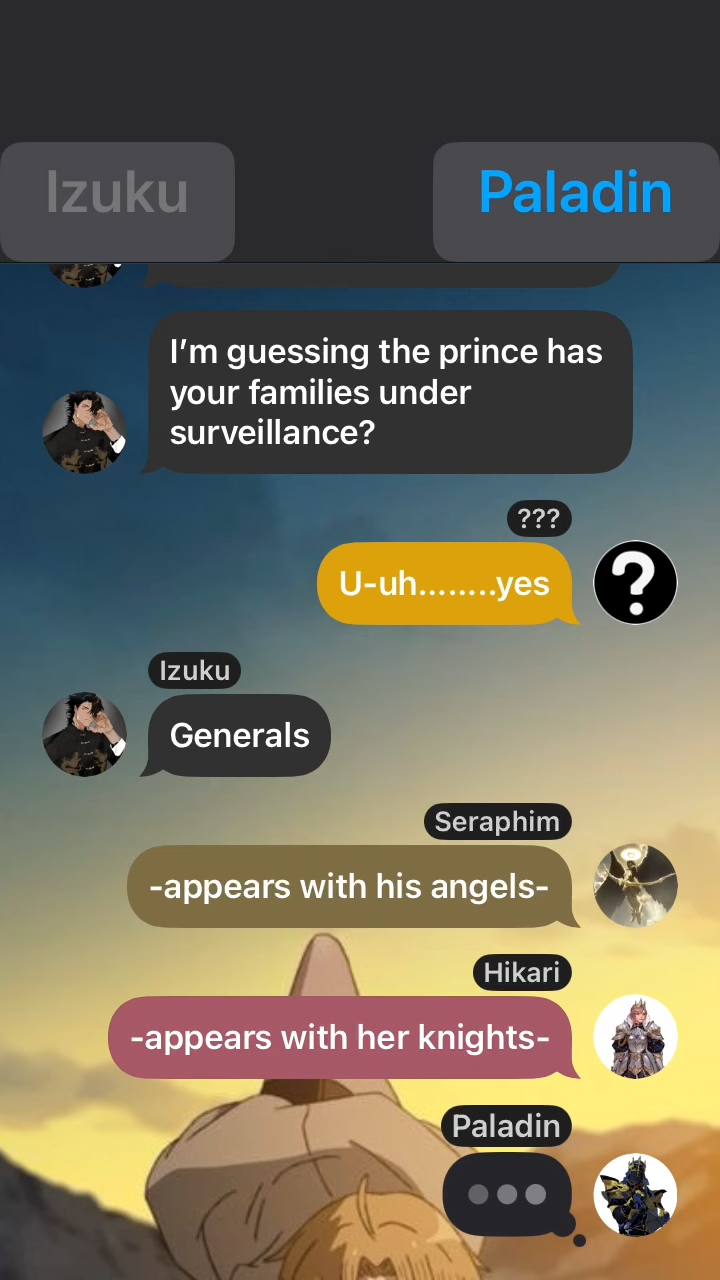 Izuku
Paladin
I’m guessing the prince has
your families under
surveillance?
???
U-uh........yes
?
Izuku
Generals
Seraphim
-appears with his angels-
Hikari
-appears with her knights-
Paladin